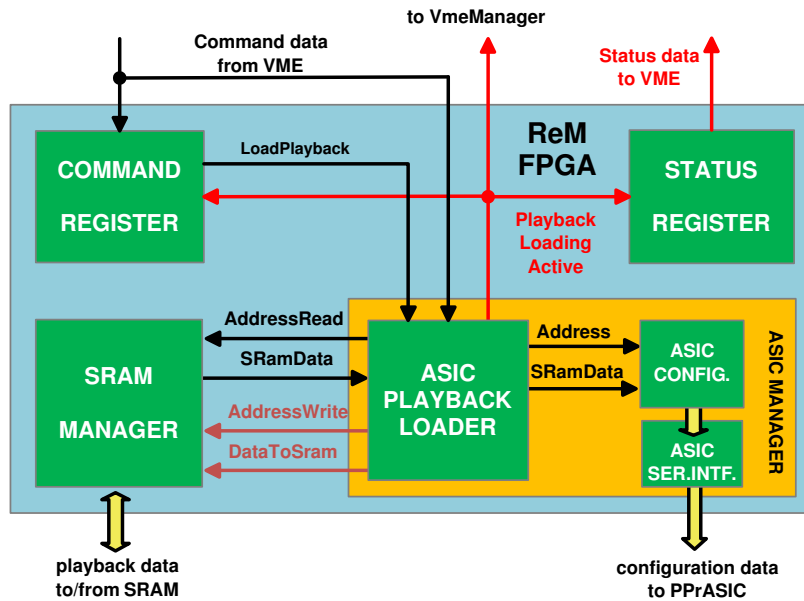 to VmeManager
Command data
from VME
Status data
to VME
COMMAND
REGISTER
LoadPlayback
ReM
FPGA
STATUS
REGISTER
Playback
Loading
Active
SRAM
MANAGER
AddressRead
SRamData
AddressWrite
DataToSram
ASIC
PLAYBACK
LOADER
Address
SRamData
ASIC
CONFIG.
ASIC
SER.INTF.
ASIC MANAGER
playback data
to/from SRAM
configuration data
to PPrASIC